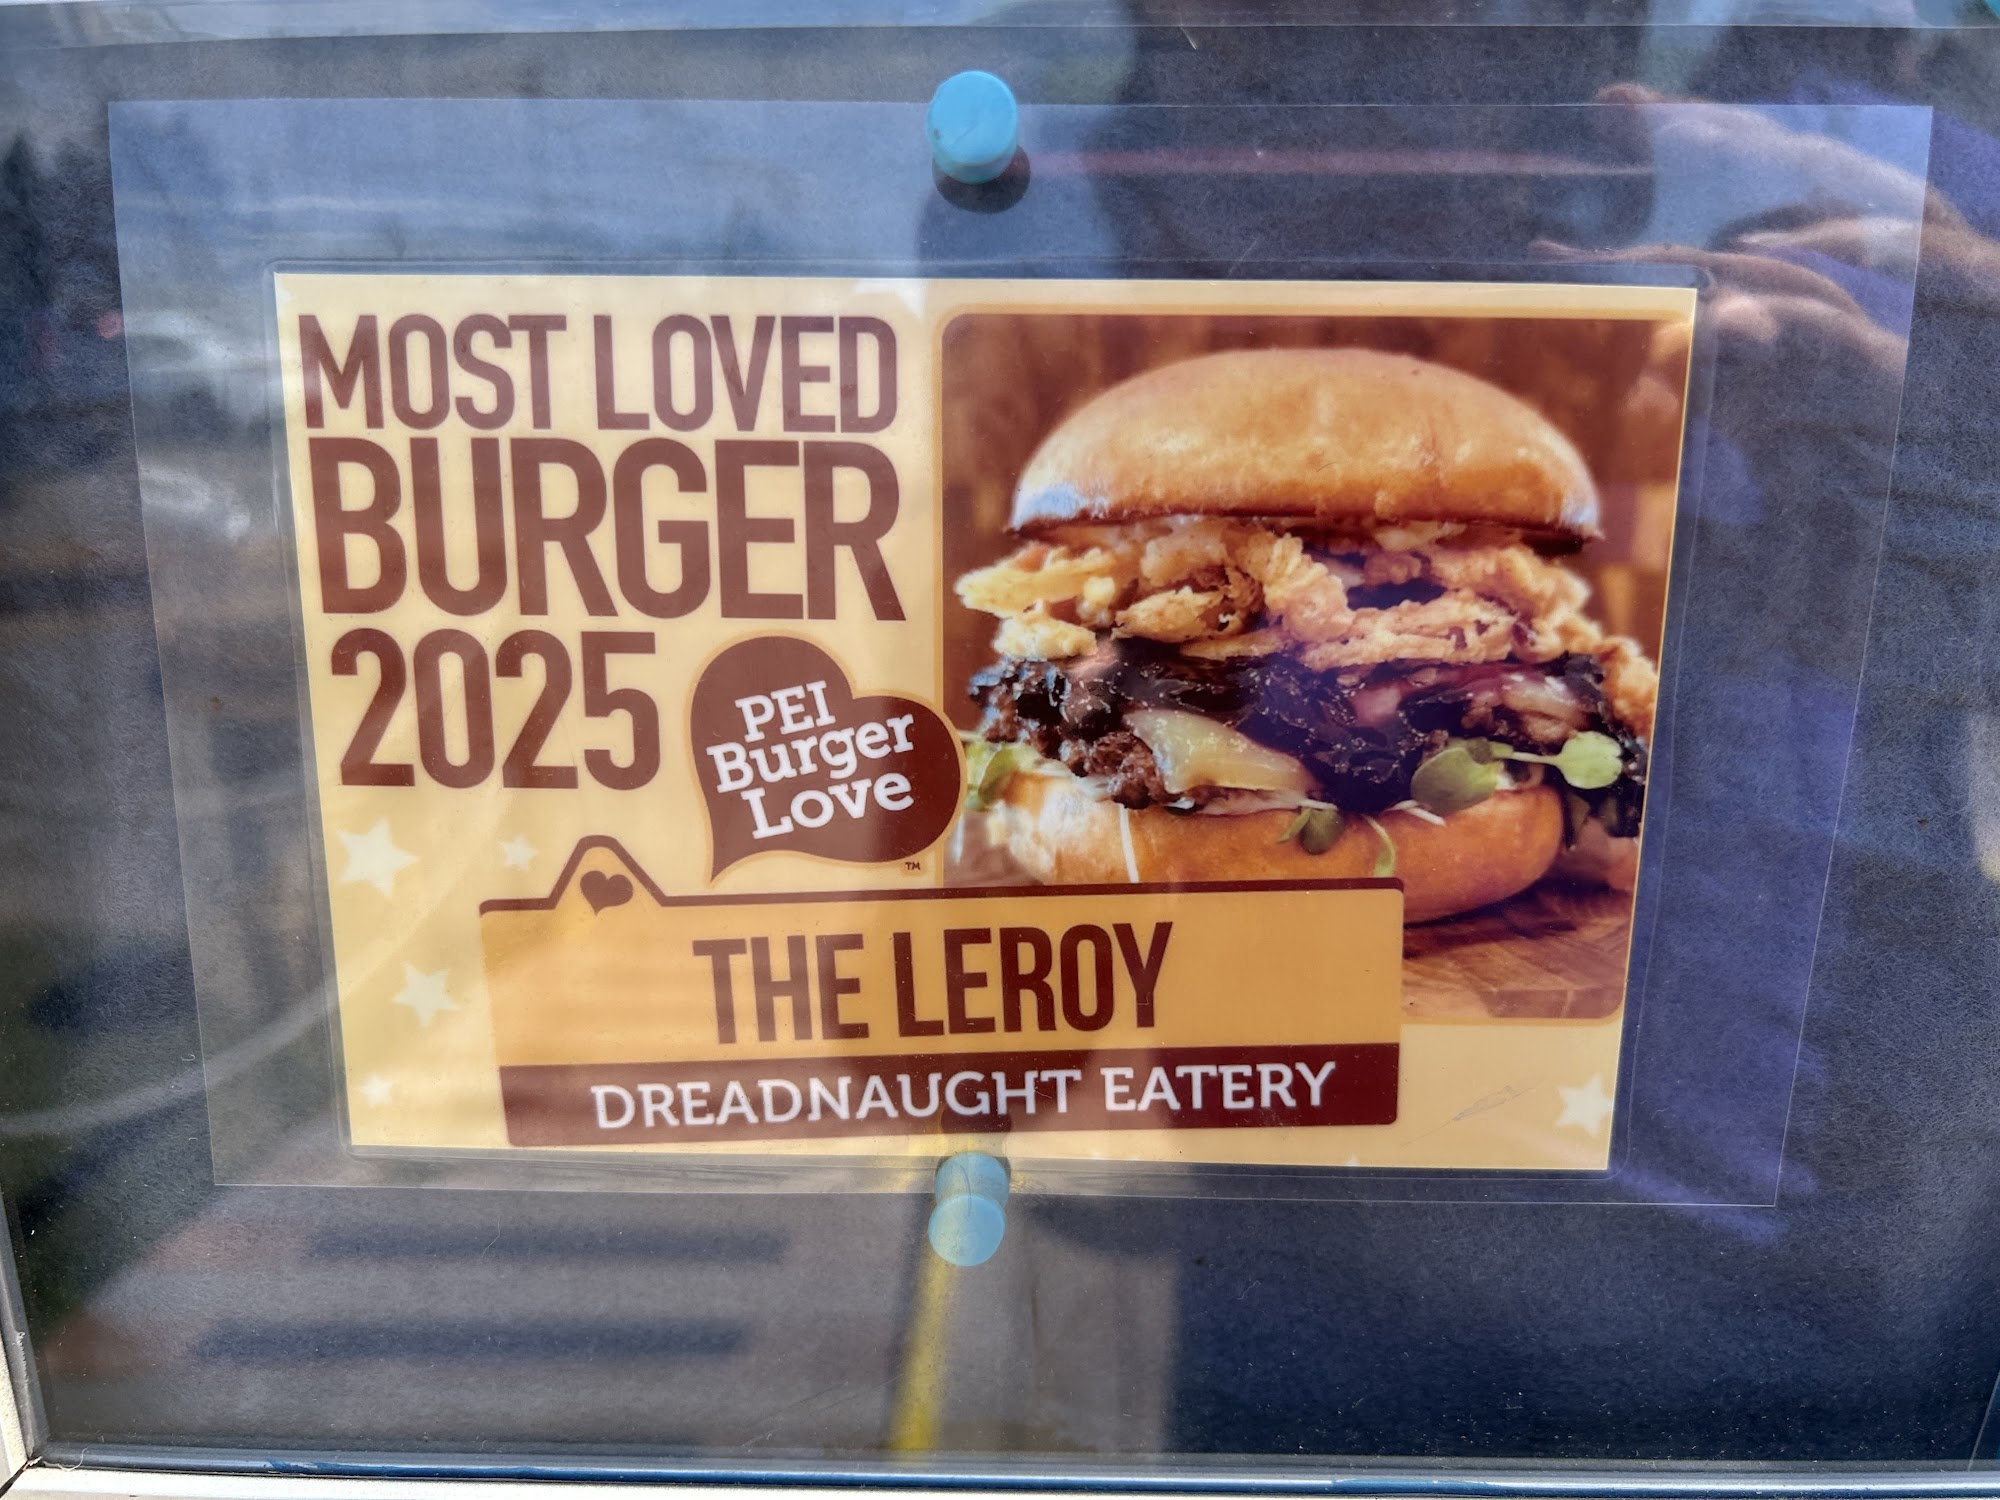 MOST LOVED
BURGER
2025
PEI
Burger
Love
TM
THE LEROY
DREADNAUGHT EATERY